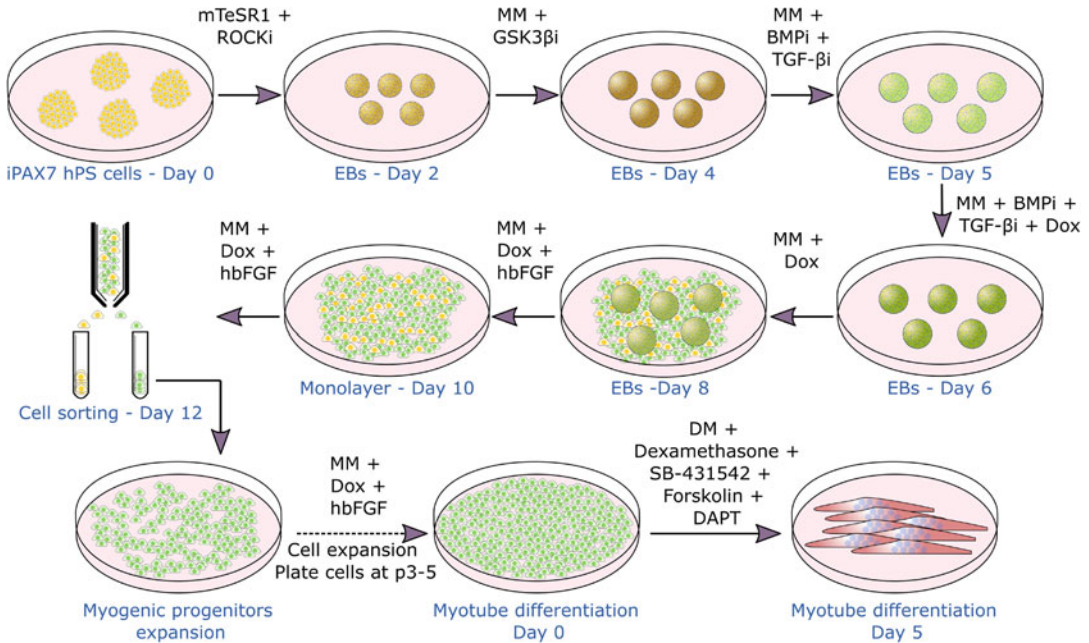 mTeSR1 +
ROCKi
MM +
GSK3βi
MM +
BMPi +
TGF-βi
iPAX7 hPS cells - Day 0
EBs - Day 2
EBs - Day 4
EBs - Day 5
MM + BMPi +
TGF-βi + Dox
MM +
Dox
MM +
Dox +
hbFGF
MM +
Dox +
hbFGF
EBs - Day 6
EBs -Day 8
Monolayer - Day 10
Cell sorting - Day 12
MM +
Dox +
hbFGF
Cell expansion
Plate cells at p3-5
DM +
Dexamethasone +
SB-431542 +
Forskolin +
DAPT
Myogenic progenitors
expansion
Myotube differentiation
Day 0
Myotube differentiation
Day 5